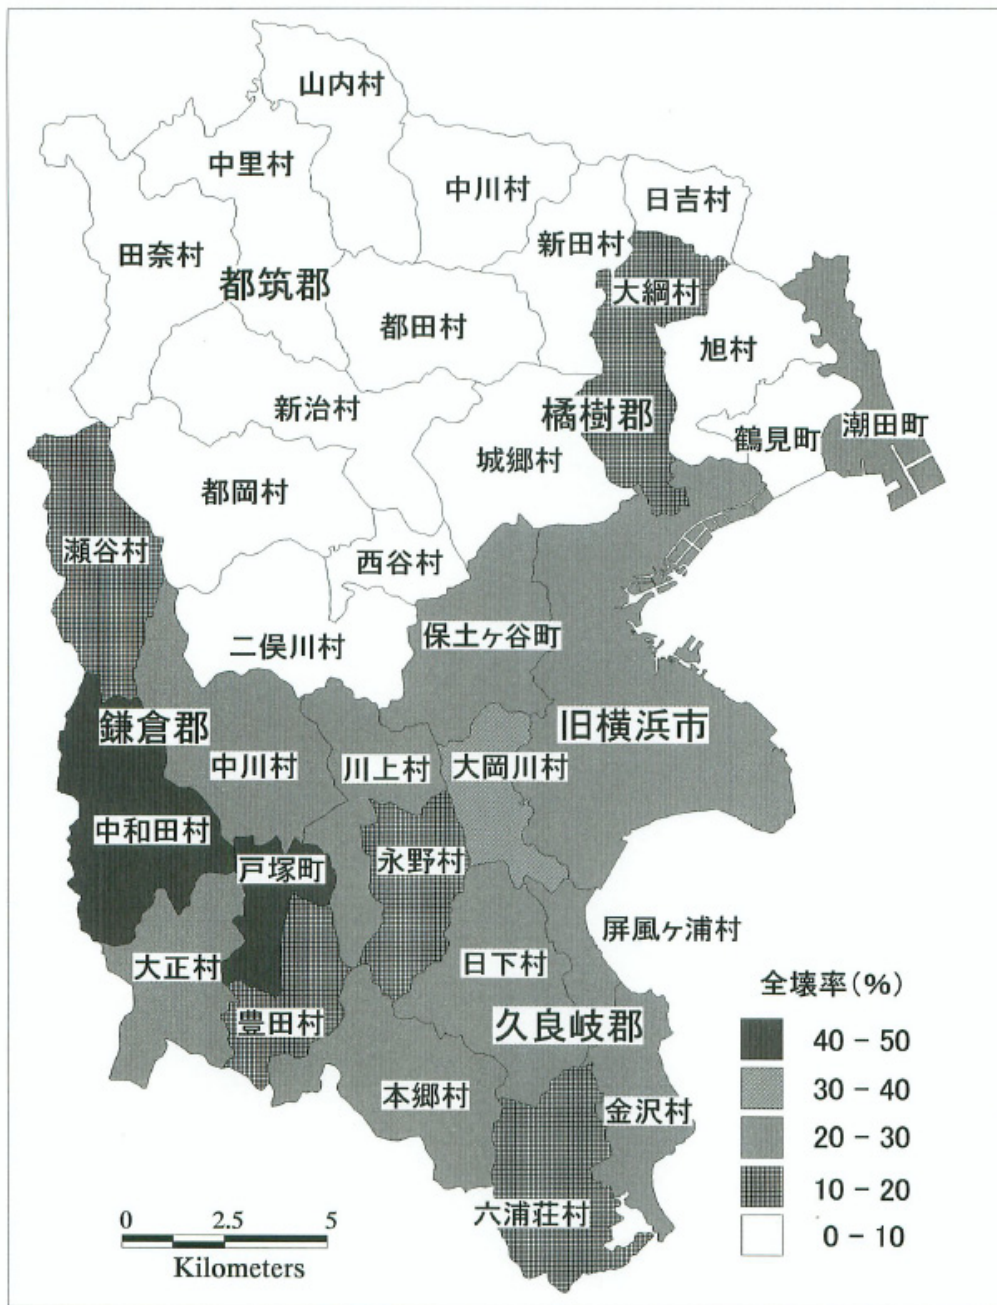 山内村
中里村
中川村
日吉村
田奈村
新田村
都筑郡
大綱村
都田村
旭村
新治村
橘樹郡
潮田町
鶴見町
城郷村
都岡村
瀬谷村
西谷村
保土ヶ谷町
二俣川村
鎌倉郡
旧横浜市
中川村
川上村
大岡川村
中和田村
戸塚町
永野村
屏風ヶ浦村
大正村
日下村
全壊率(%)
豊田村
久良岐郡
40 - 50
30 - 40
本郷村
金沢村
20 - 30
10 - 20
六浦荘村
0 - 10
0 2.5 5
Kilometers